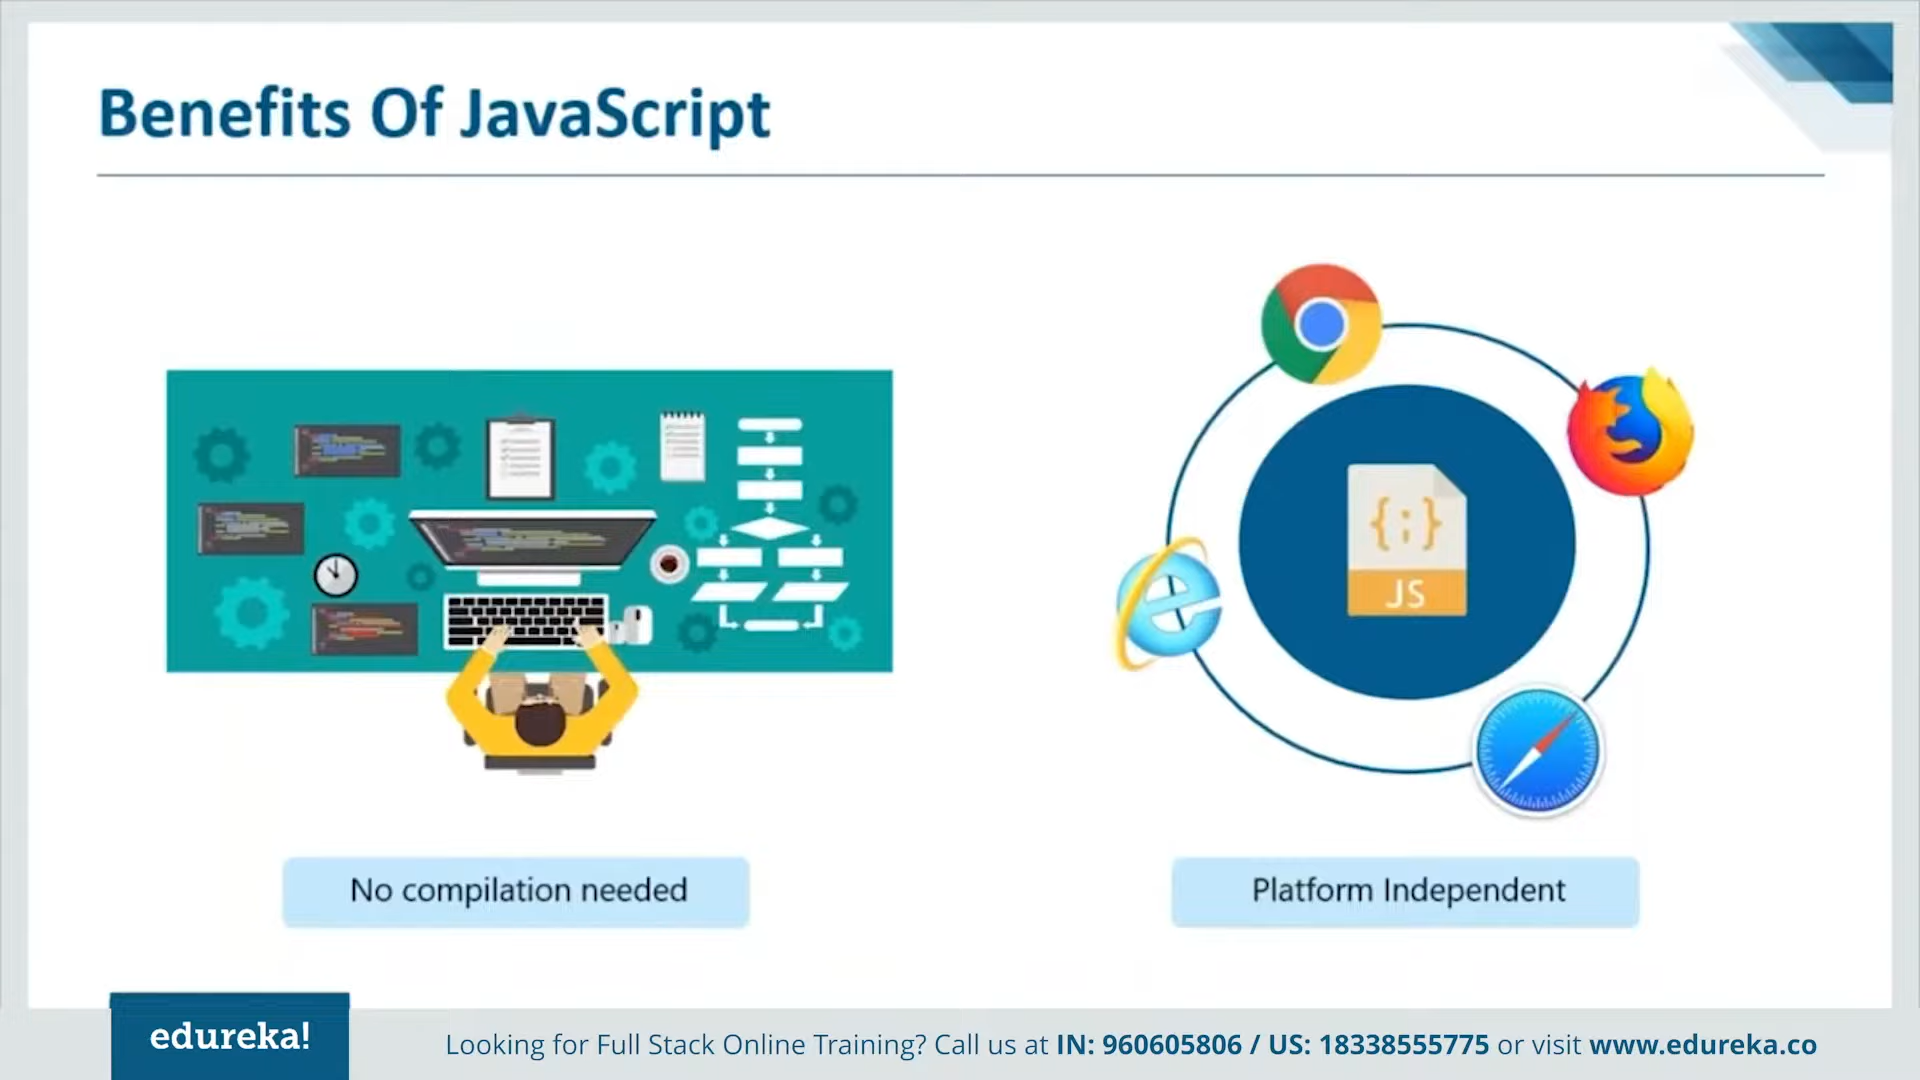 Benefits Of JavaScript
{;}
JS
No compilation needed
Platform Independent
edureka!
Looking for Full Stack Online Training? Call us at IN: 960605806 / US: 18338555775 or visit www.edureka.co